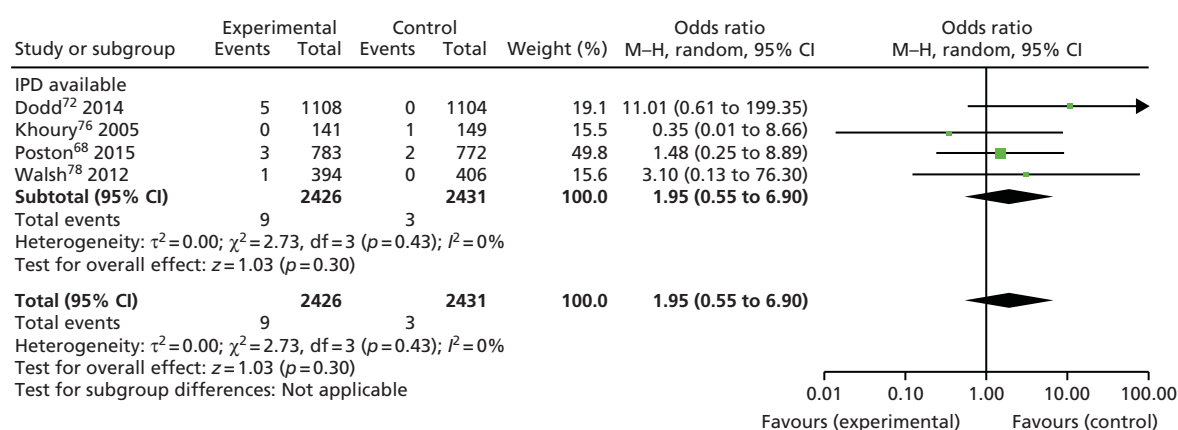 Experimental Control Odds ratio Odds ratio
Study or subgroup Events Total Events Total Weight (%) M–H, random, 95% CI M–H, random, 95% CI
IPD available
Dodd72 2014 5 1108 0 1104 19.1 11.01 (0.61 to 199.35)
Khoury76 2005 0 141 1 149 15.5 0.35 (0.01 to 8.66)
Poston68 2015 3 783 2 772 49.8 1.48 (0.25 to 8.89)
Walsh78 2012 1 394 0 406 15.6 3.10 (0.13 to 76.30)
Subtotal (95% CI) 2426 2431 100.0 1.95 (0.55 to 6.90)
Total events 9 3
Heterogeneity: τ2=0.00; χ2=2.73, df=3 (p=0.43); I2=0%
Test for overall effect: z=1.03 (p=0.30)
Total (95% CI) 2426 2431 100.0 1.95 (0.55 to 6.90)
Total events 9 3
Heterogeneity: τ2=0.00; χ2=2.73, df=3 (p=0.43); I2=0%
Test for overall effect: z=1.03 (p=0.30)
Test for subgroup differences: Not applicable
0.01 0.10 1.00 10.00 100.00
Favours (experimental) Favours (control)